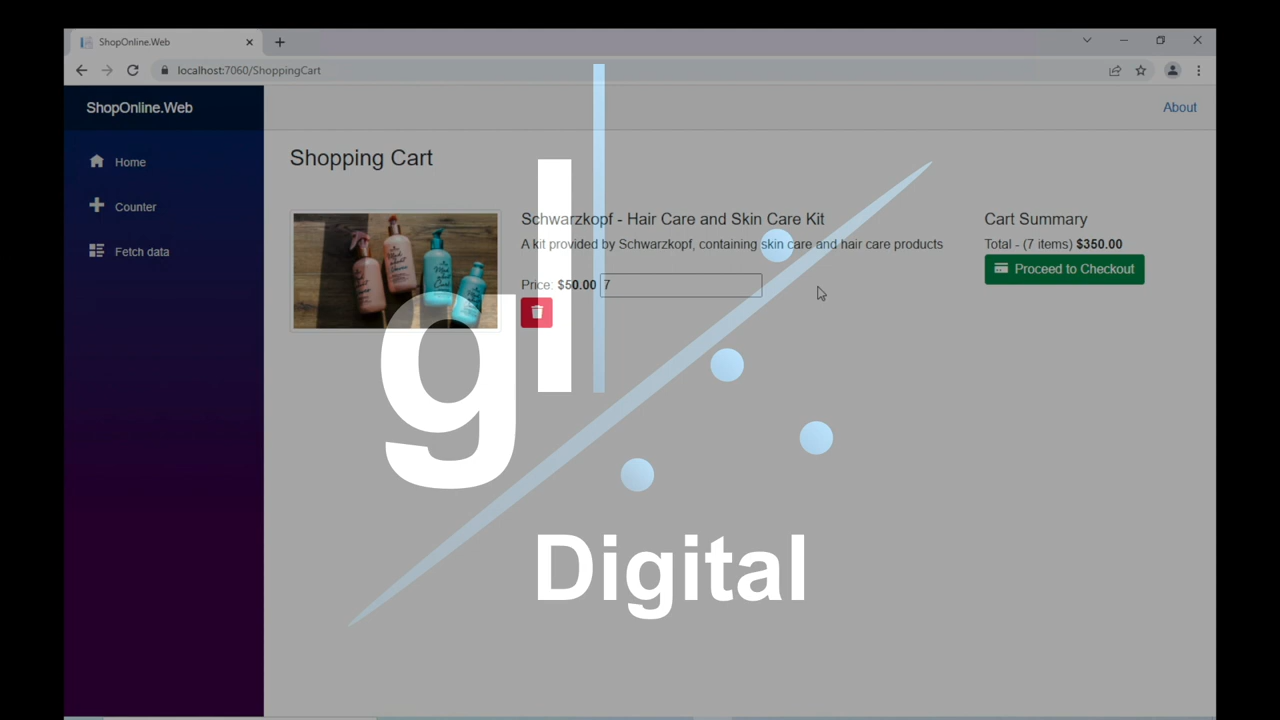 ShopOnline.Web
localhost:7060/ShoppingCart
ShopOnline.Web
About
Home
Counter
Fetch data
Shopping Cart
Schwarzkopf - Hair Care and Skin Care Kit
A kit provided by Schwarzkopf, containing skin care and hair care products
Price: $50.00 7
Cart Summary
Total - (7 items) $350.00
Proceed to Checkout
gl
Digital